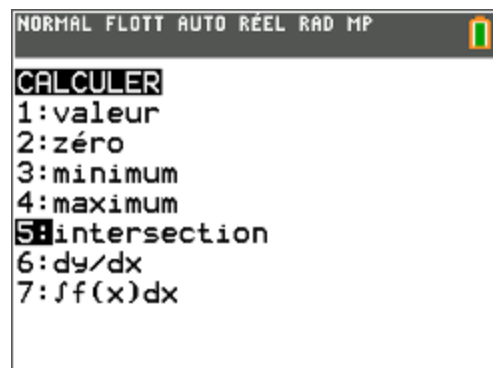 NORMAL FLOTT AUTO RÉEL RAD MP
CALCULER
1:valeur
2:zéro
3:minimum
4:maximum
5:intersection
6:dy/dx
7:∫f(x)dx